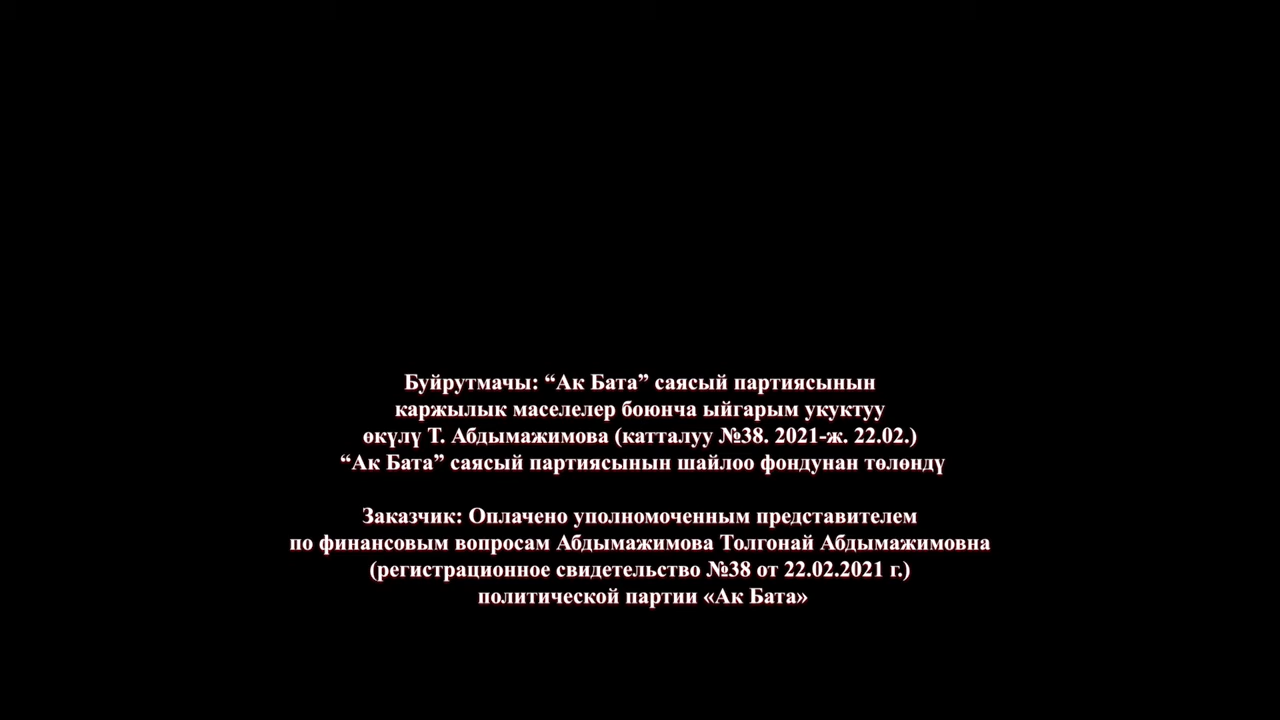 Буйрутмачы: “Ак Бата” саясый партиясынын
каржылык маселелер боюнча ыйгарым укуктуу
өкүлү Т. Абдымажимова (катталуу №38. 2021-ж. 22.02.)
“Ак Бата” саясый партиясынын шайлоо фондунан төлөндү
Заказчик: Оплачено уполномоченным представителем
по финансовым вопросам Абдымажимова Толгонай Абдымажимовна
(регистрационное свидетельство №38 от 22.02.2021 г.)
политической партии «Ак Бата»